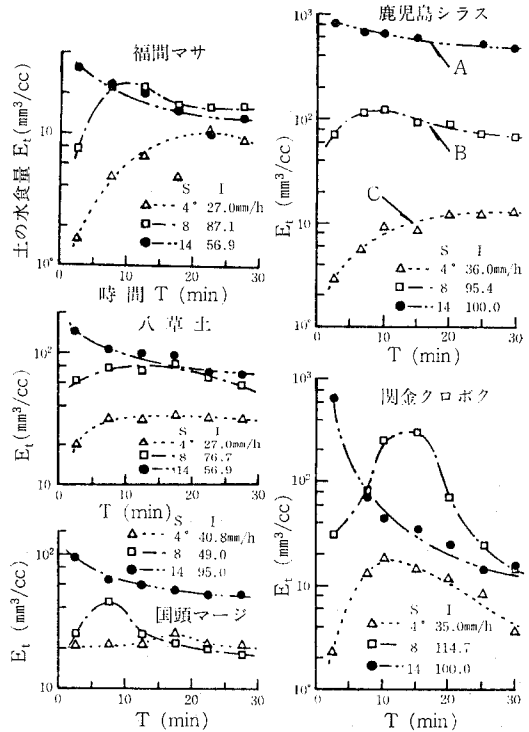 福間マサ
土の水食量 Et(mm³/cc)
10
10⁰
S I
4° 27.0mm/h
8 87.1
14 56.9
0 10 20 30
時間 T (min)
八草土
Et(mm³/cc)
10²
10
S I
4° 27.0mm/h
8 76.7
14 56.9
0 10 20 30
T (min)
S I
4° 40.8mm/h
8 49.0
14 95.0
国頭マージ
Et(mm³/cc)
10²
10
0 10 20 30
T (min)
鹿児島シラス
Et(mm³/cc)
10³
10²
10
10⁰
A
B
C
S I
4° 36.0mm/h
8 95.4
14 100.0
0 10 20 30
T (min)
関金クロボク
Et(mm³/cc)
10³
10²
10
10⁰
S I
4° 35.0mm/h
8 114.7
14 100.0
0 10 20 30
T (min)